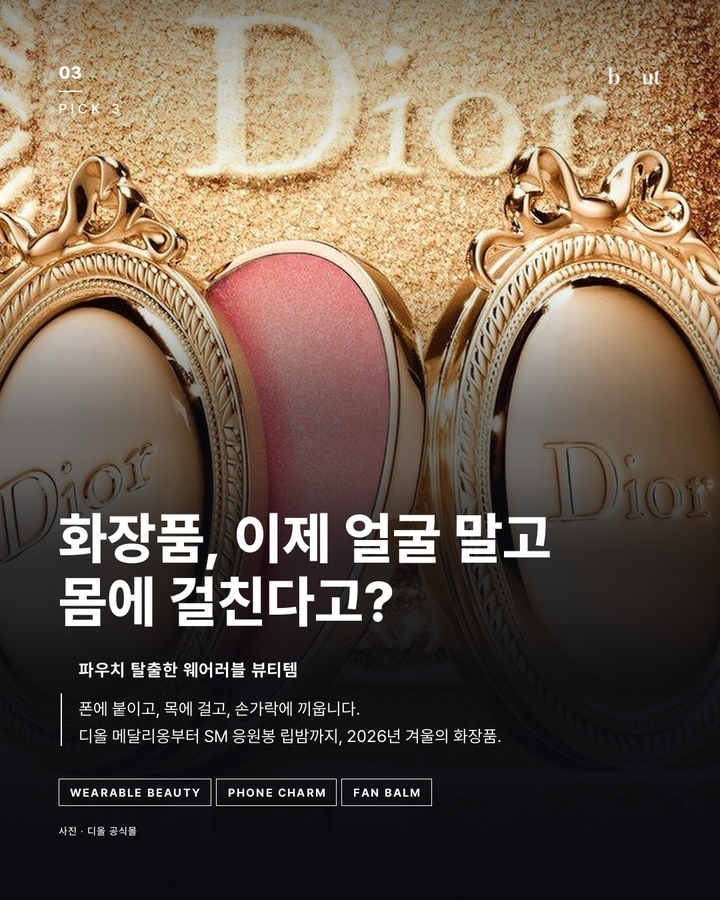 Dior
03
b ut
PICK 3
Dior
Dior
화장품, 이제 얼굴 말고
몸에 걸친다고?
파우치 탈출한 웨어러블 뷰티템
폰에 붙이고, 목에 걸고, 손가락에 끼웁니다.
디올 메달리옹부터 SM 응원봉 립밤까지, 2026년 겨울의 화장품.
WEARABLE BEAUTY
PHONE CHARM
FAN BALM
사진 · 디올 공식몰